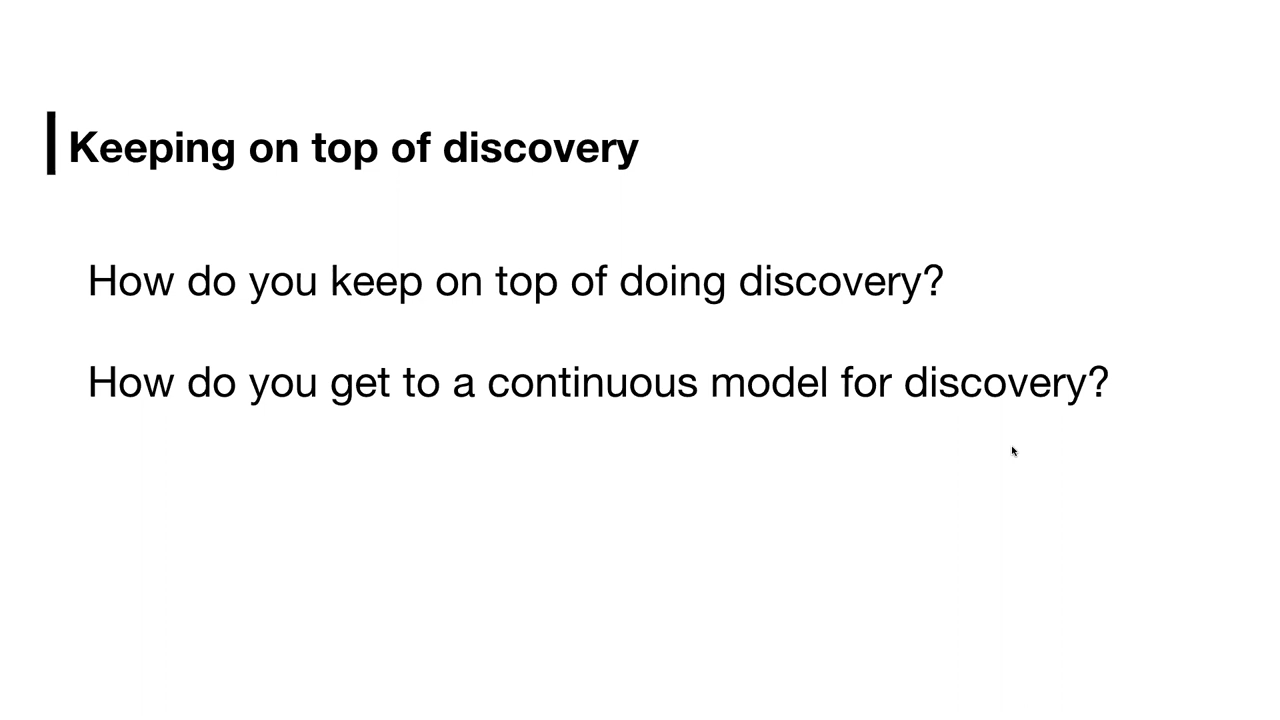 Keeping on top of discovery
How do you keep on top of doing discovery?
How do you get to a continuous model for discovery?